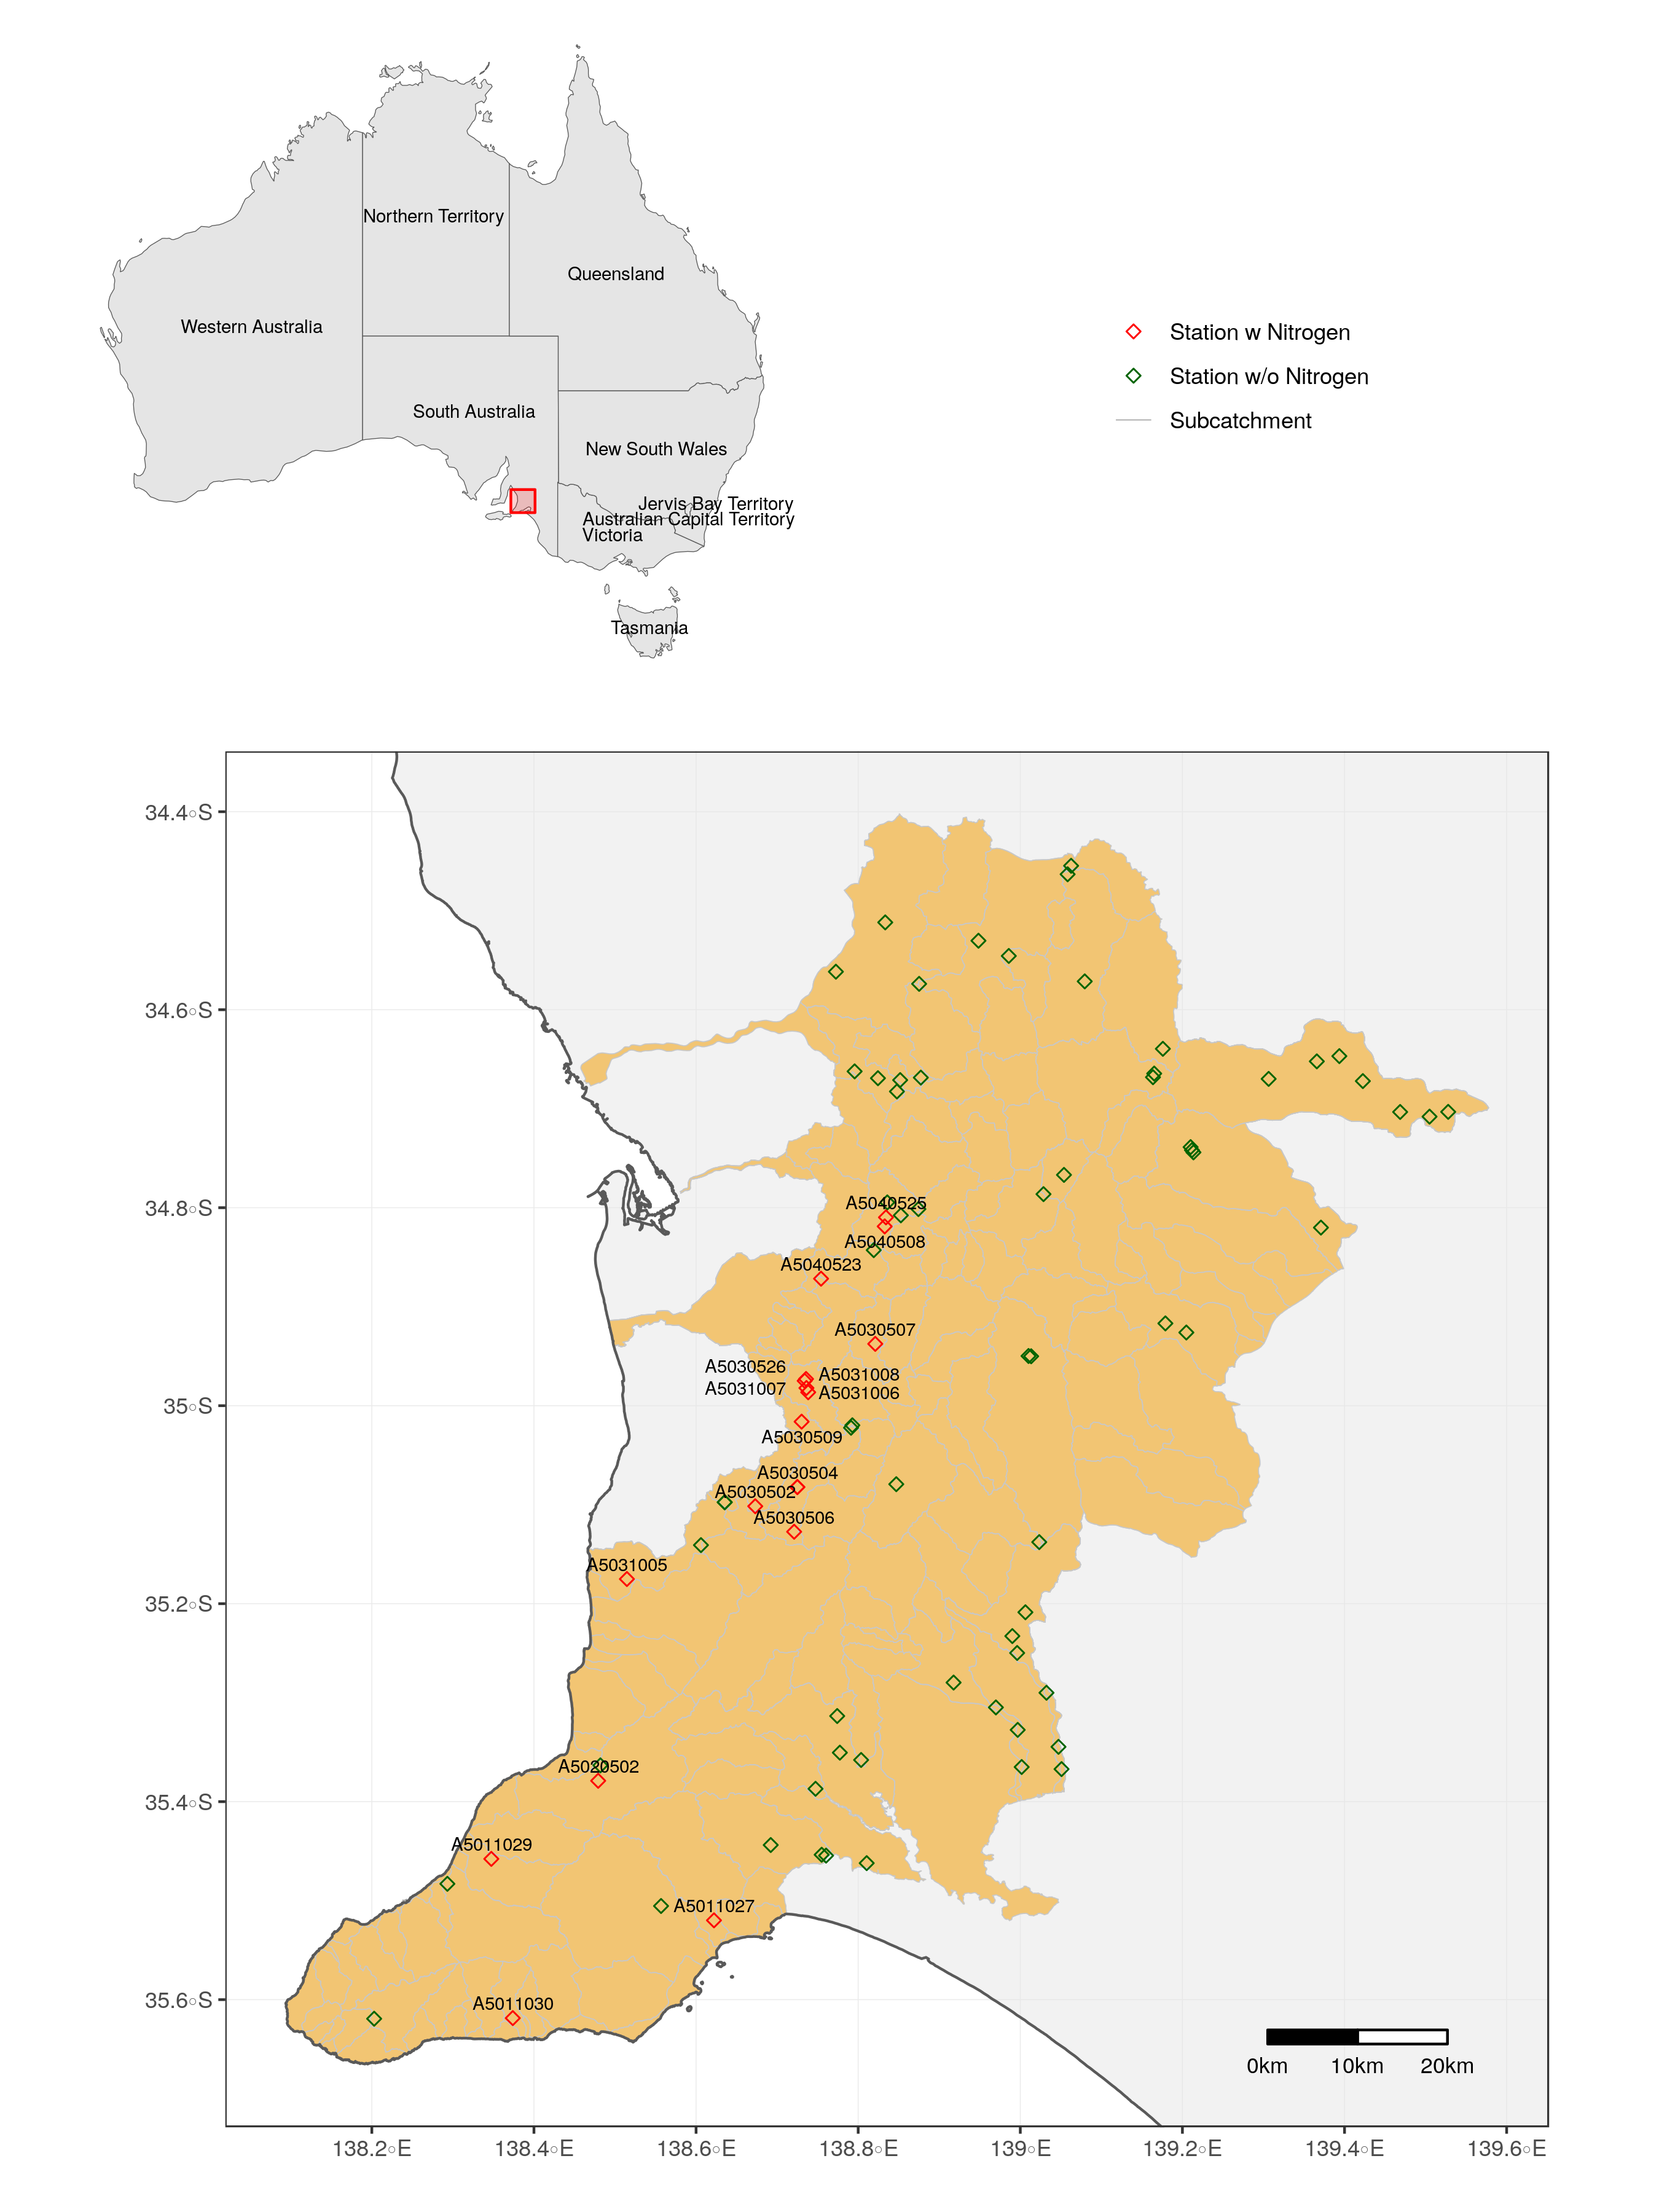 Northern Territory
Queensland
Western Australia
South Australia
New South Wales
Jervis Bay Territory
Australian Capital Territory
Victoria
Tasmania
Station w Nitrogen
Station w/o Nitrogen
Subcatchment
34.4°S
34.6°S
34.8°S
35°S
35.2°S
35.4°S
35.6°S
A5040525
A5040508
A5040523
A5030507
A5030526
A5031008
A5031007
A5031006
A5030509
A5030504
A5030502
A5030506
A5031005
A5020502
A5011029
A5011027
A5011030
0km
10km
20km
138.2°E
138.4°E
138.6°E
138.8°E
139°E
139.2°E
139.4°E
139.6°E